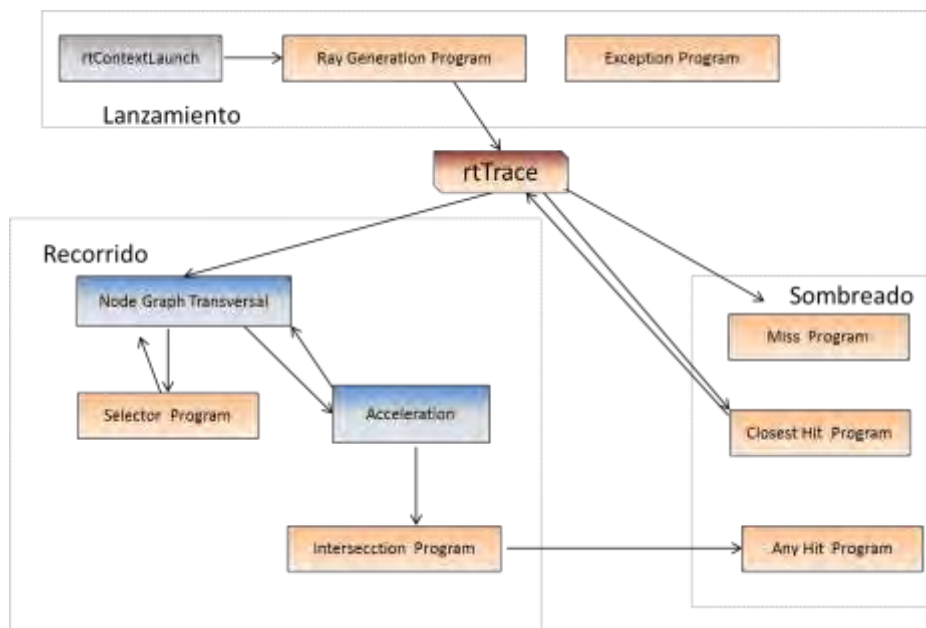 rtContextLaunch
Ray Generation Program
Exception Program
Lanzamiento
rtTrace
Recorrido
Node Graph Transversal
Selector Program
Acceleration
Intersecction Program
Sombreado
Miss Program
Closest Hit Program
Any Hit Program